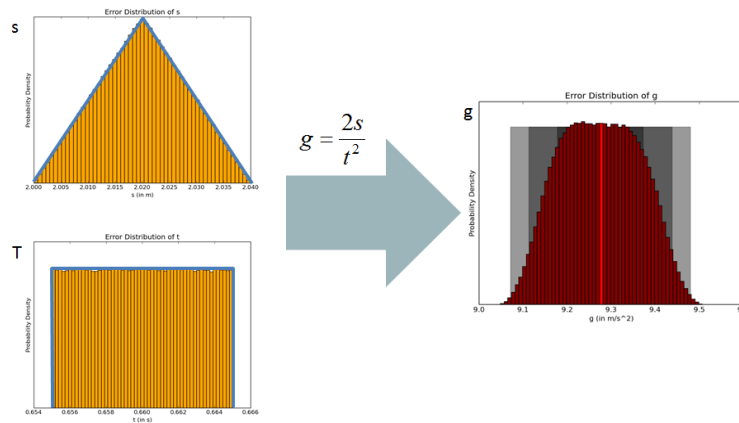 s
Error Distribution of s
Probability Density
2.000 2.005 2.010 2.015 2.020 2.025 2.030 2.035 2.040
s (in m)
T
Error Distribution of t
Probability Density
0.654 0.656 0.658 0.660 0.662 0.664 0.666
t (in s)
g = 2s / t²
g
Error Distribution of g
Probability Density
9.0 9.1 9.2 9.3 9.4 9.5
g (in m/s^2)